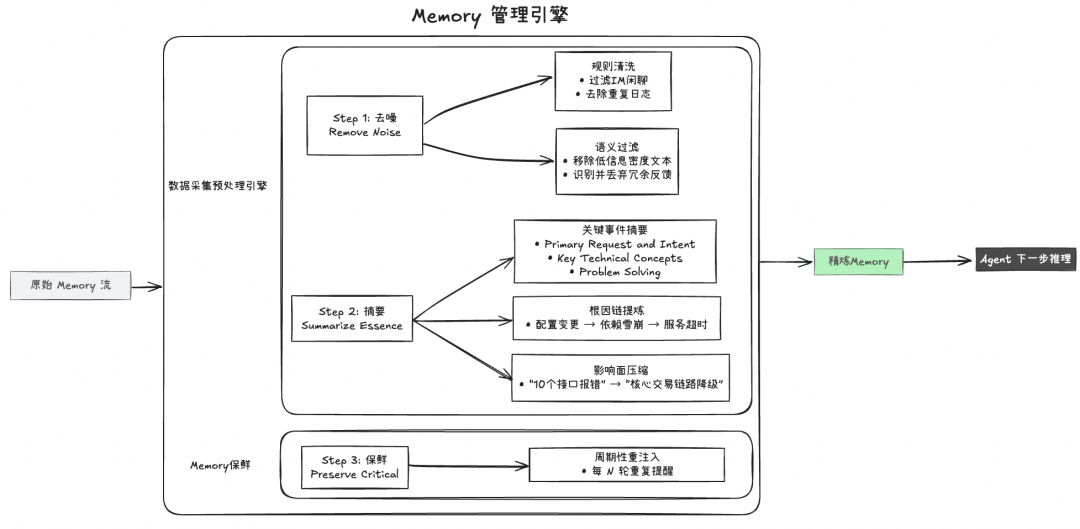 Memory 管理引擎
原始 Memory 流
数据采集预处理引擎
Step 1: 去噪
Remove Noise
规则清洗
• 过滤IM闲聊
• 去除重复日志
语义过滤
• 移除低信息密度文本
• 识别并丢弃冗余反馈
Step 2: 摘要
Summarize Essence
关键事件摘要
• Primary Request and Intent
• Key Technical Concepts
• Problem Solving
根因链提炼
• 配置变更 → 依赖雪崩 → 服务超时
影响面压缩
• "10个接口报错" → "核心交易链路降级"
Memory保鲜
Step 3: 保鲜
Preserve Critical
周期性重注入
• 每 N 轮重复提醒
精炼Memory
Agent 下一步推理